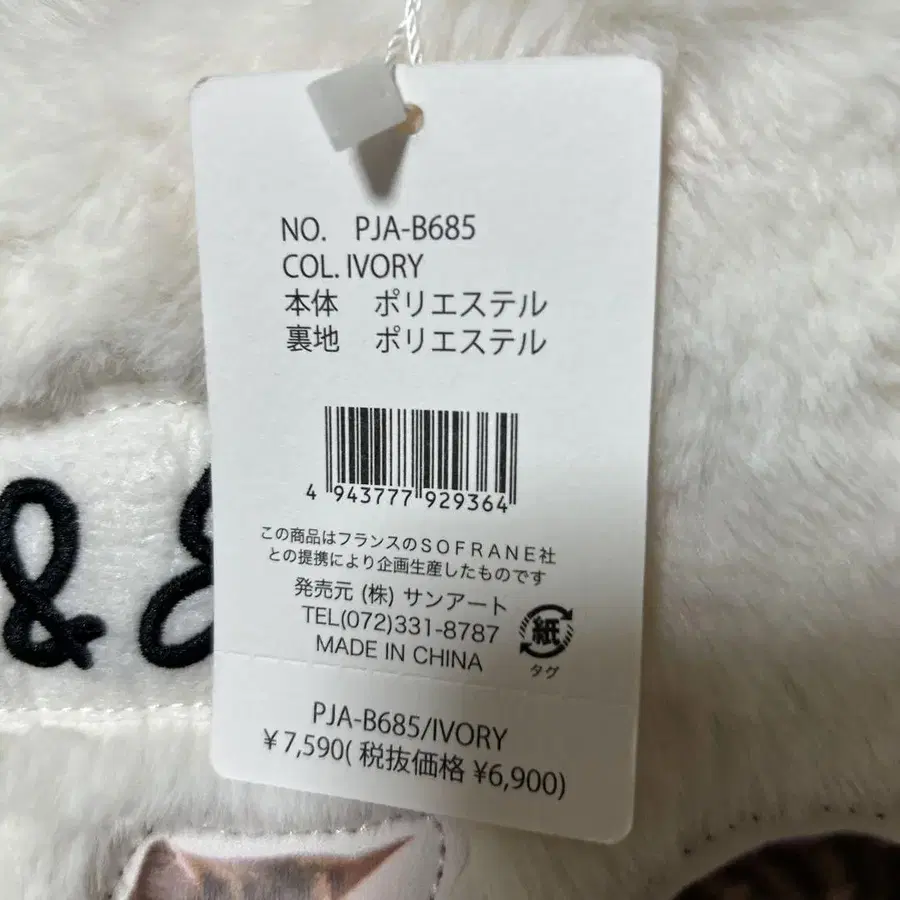 NO. PJA-B685
COL. IVORY
本体 ポリエステル
裏地 ポリエステル
4 943777 929364
この商品はフランスのSOFRANE社
との提携により企画生産したものです
発売元 (株) サンアート
TEL(072)331-8787
MADE IN CHINA
紙
タグ
PJA-B685/IVORY
¥7,590(税抜価格 ¥6,900)
&